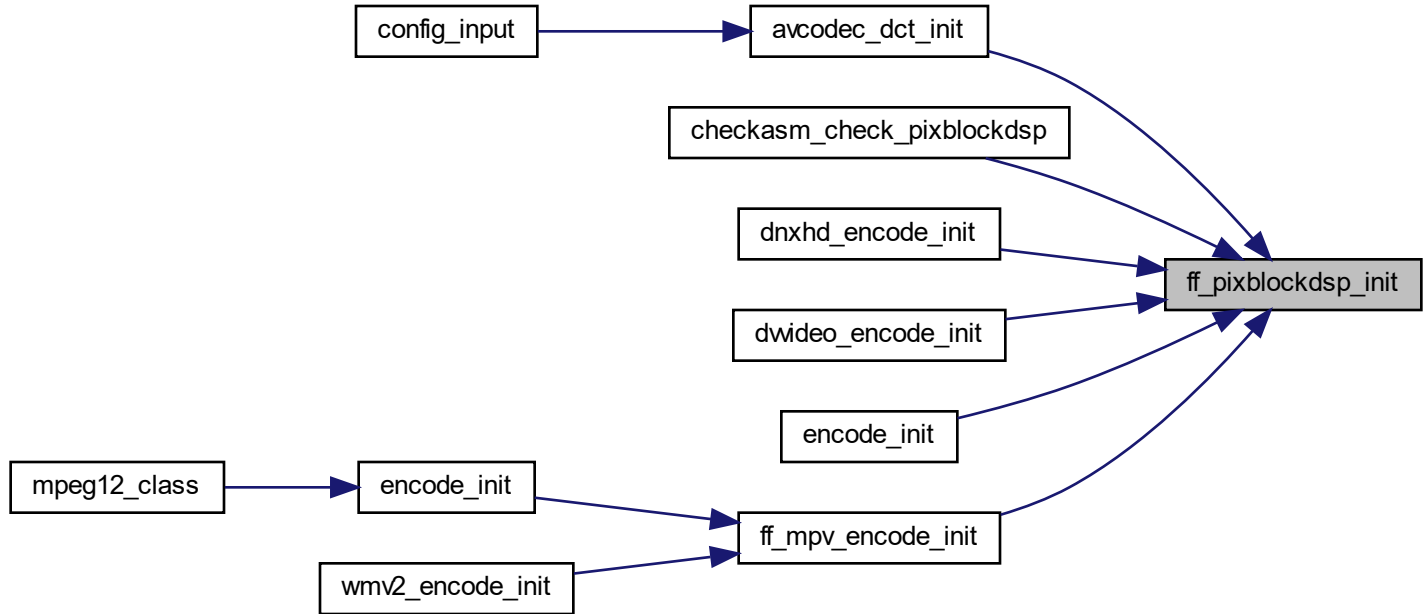 config_input
avcodec_dct_init
checkasm_check_pixblockdsp
dnxhd_encode_init
ff_pixblockdsp_init
dvvideo_encode_init
encode_init
mpeg12_class
encode_init
ff_mpv_encode_init
wmv2_encode_init